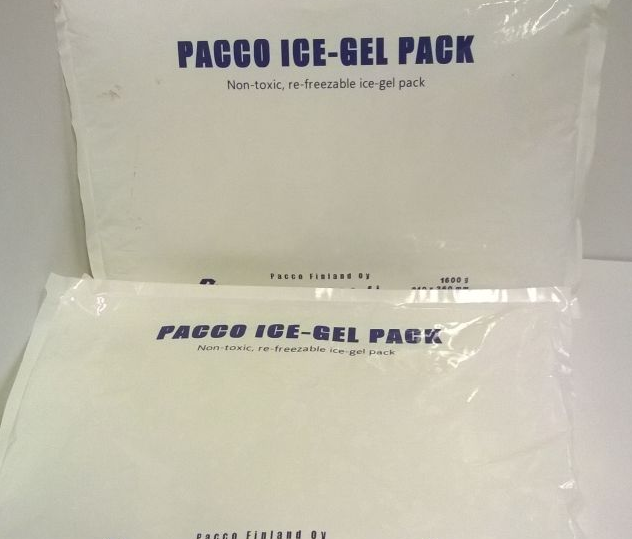 PACCO ICE-GEL PACK
Non-toxic, re-freezable ice-gel pack
Pacco Finland Oy
1600 g
PACCO ICE-GEL PACK
Non-toxic, re-freezable ice-gel pack
Pacco Finland Oy